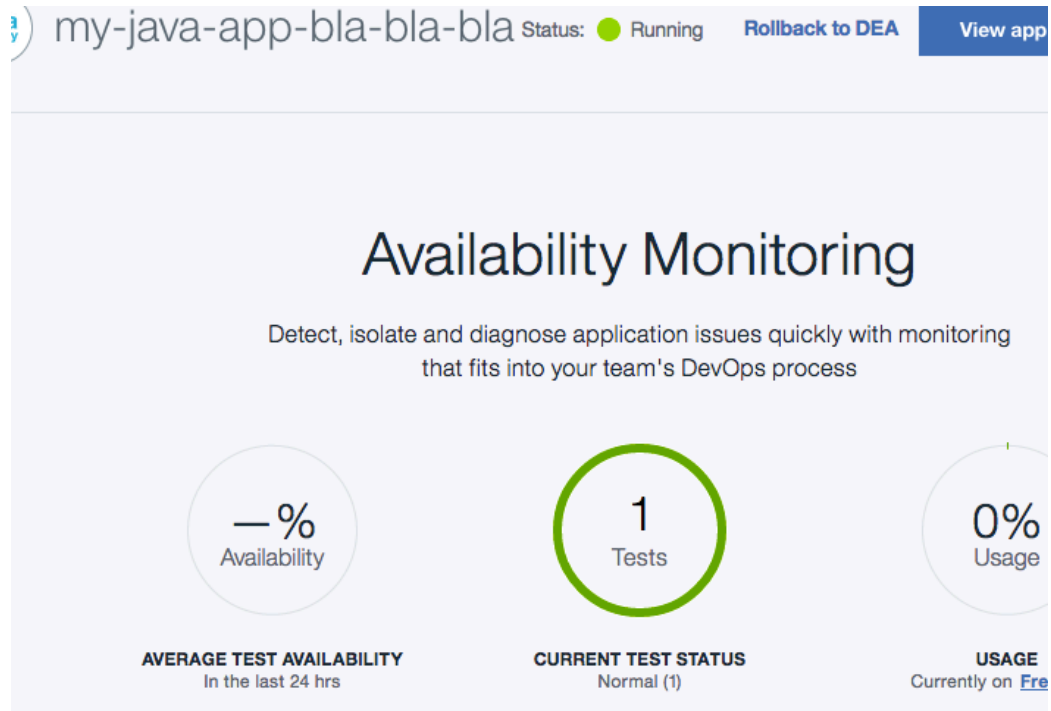 my-java-app-bla-bla-bla Status: Running Rollback to DEA View app
Availability Monitoring
Detect, isolate and diagnose application issues quickly with monitoring
that fits into your team's DevOps process
—% 1 0%
Availability Tests Usage
AVERAGE TEST AVAILABILITY CURRENT TEST STATUS USAGE
In the last 24 hrs Normal (1) Currently on Fre